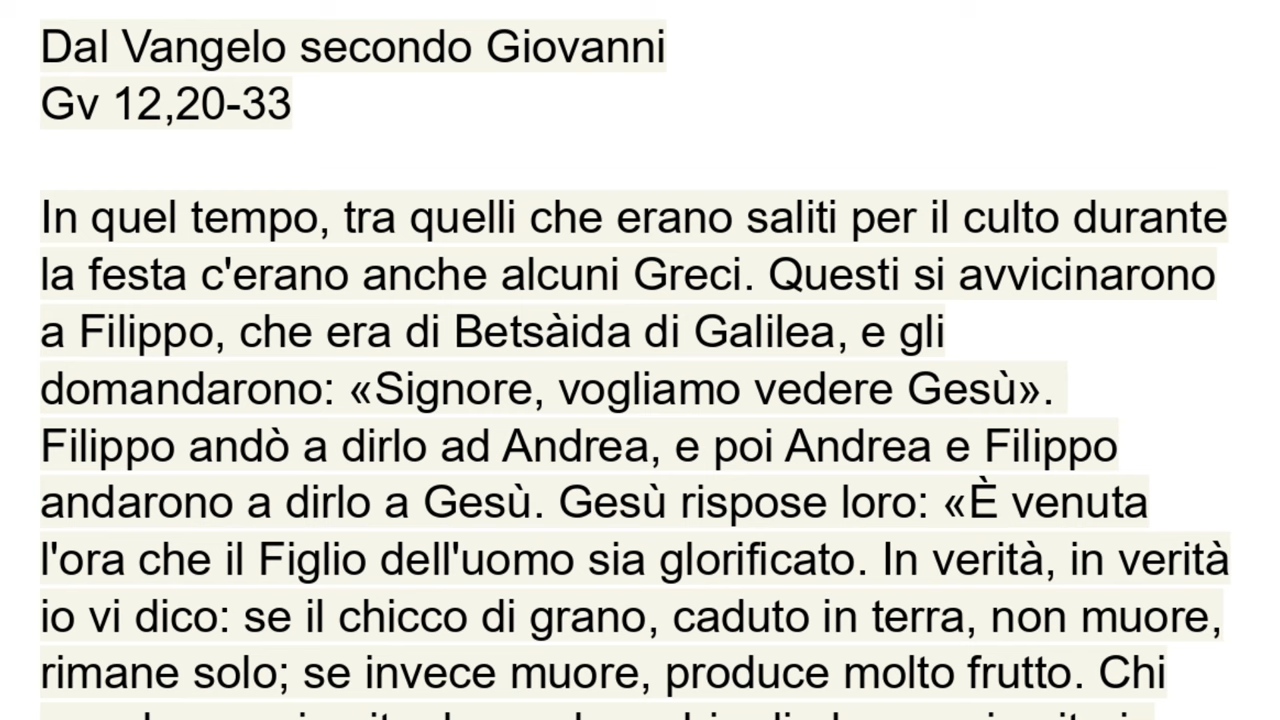 Dal Vangelo secondo Giovanni
Gv 12,20-33
In quel tempo, tra quelli che erano saliti per il culto durante
la festa c'erano anche alcuni Greci. Questi si avvicinarono
a Filippo, che era di Betsàida di Galilea, e gli
domandarono: «Signore, vogliamo vedere Gesù».
Filippo andò a dirlo ad Andrea, e poi Andrea e Filippo
andarono a dirlo a Gesù. Gesù rispose loro: «È venuta
l'ora che il Figlio dell'uomo sia glorificato. In verità, in verità
io vi dico: se il chicco di grano, caduto in terra, non muore,
rimane solo; se invece muore, produce molto frutto. Chi